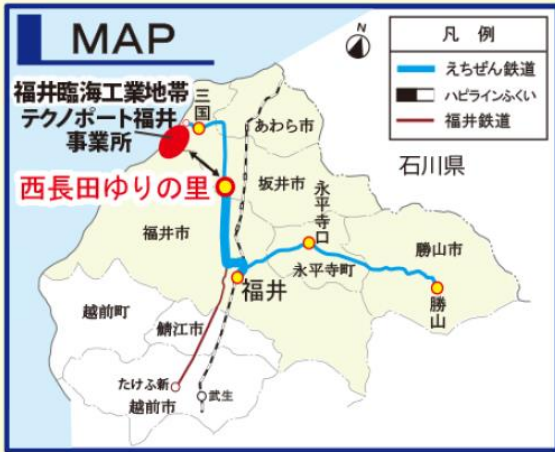 MAP
N
凡 例
えちぜん鉄道
ハピラインふくい
福井鉄道
福井臨海工業地帯
テクノポート福井
事業所
三国
あわら市
石川県
西長田ゆりの里
坂井市
永平寺口
福井市
勝山市
福井
永平寺町
勝山
越前町
鯖江市
たけふ新
武生
越前市